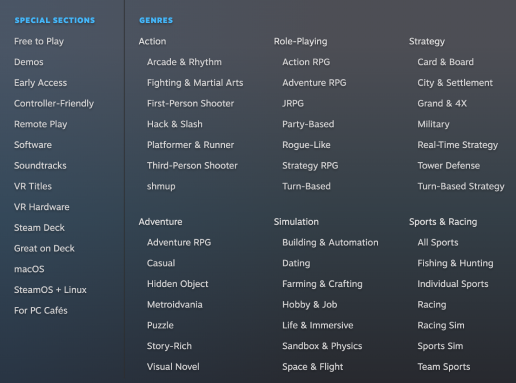 SPECIAL SECTIONS
Free to Play
Demos
Early Access
Controller-Friendly
Remote Play
Software
Soundtracks
VR Titles
VR Hardware
Steam Deck
Great on Deck
macOS
SteamOS + Linux
For PC Cafés
GENRES
Action
Arcade & Rhythm
Fighting & Martial Arts
First-Person Shooter
Hack & Slash
Platformer & Runner
Third-Person Shooter
shmup
Adventure
Adventure RPG
Casual
Hidden Object
Metroidvania
Puzzle
Story-Rich
Visual Novel
Role-Playing
Action RPG
Adventure RPG
JRPG
Party-Based
Rogue-Like
Strategy RPG
Turn-Based
Simulation
Building & Automation
Dating
Farming & Crafting
Hobby & Job
Life & Immersive
Sandbox & Physics
Space & Flight
Strategy
Card & Board
City & Settlement
Grand & 4X
Military
Real-Time Strategy
Tower Defense
Turn-Based Strategy
Sports & Racing
All Sports
Fishing & Hunting
Individual Sports
Racing
Racing Sim
Sports Sim
Team Sports